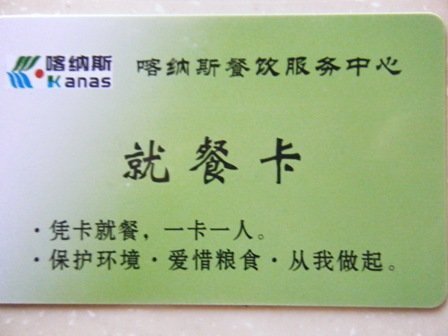 喀纳斯
Kanas
喀纳斯餐饮服务中心
就餐卡
·凭卡就餐，一卡一人。
·保护环境·爱惜粮食·从我做起。